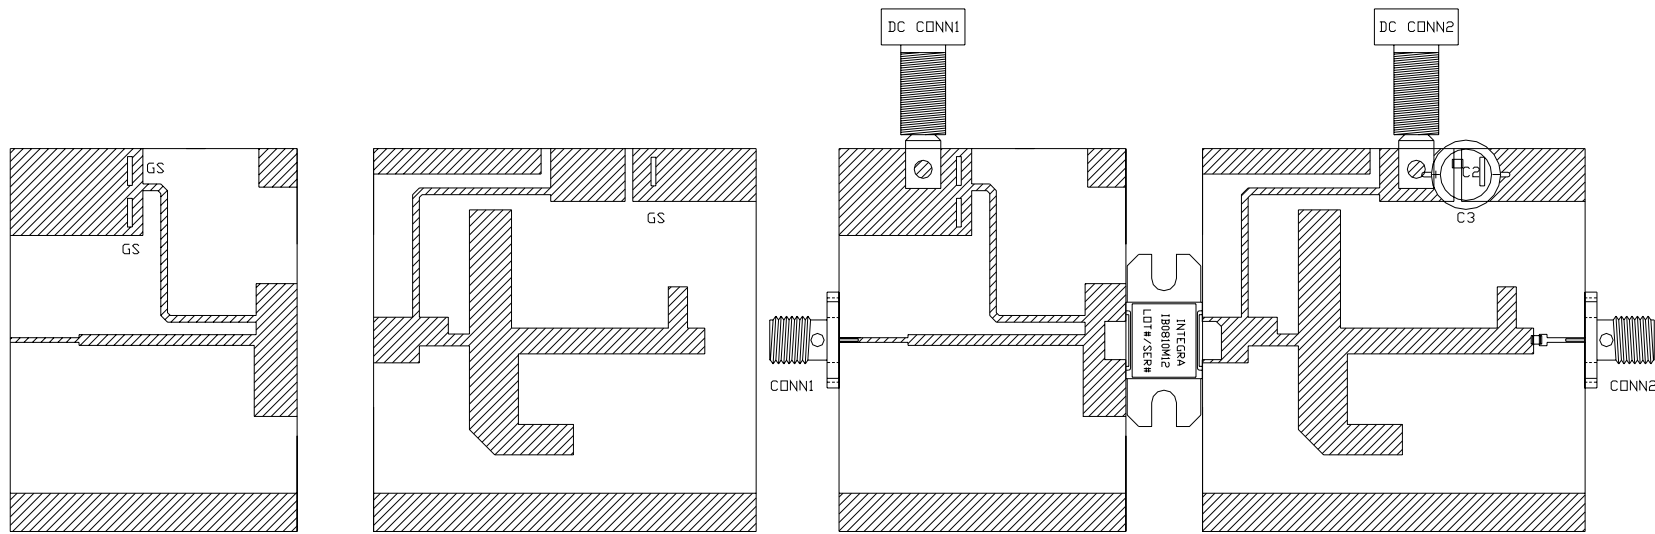 DC CONN1
DC CONN2
GS
GS
GS
C2
C3
INTEGRA
IB0810M12
LOT#/SER#
CONN1
CONN2